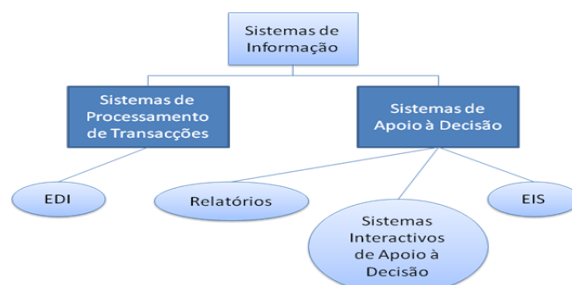 Sistemas de
Informação
Sistemas de
Processamento
de Transacções
Sistemas de
Apoio à Decisão
EDI
Relatórios
EIS
Sistemas
Interactivos
de Apoio à
Decisão